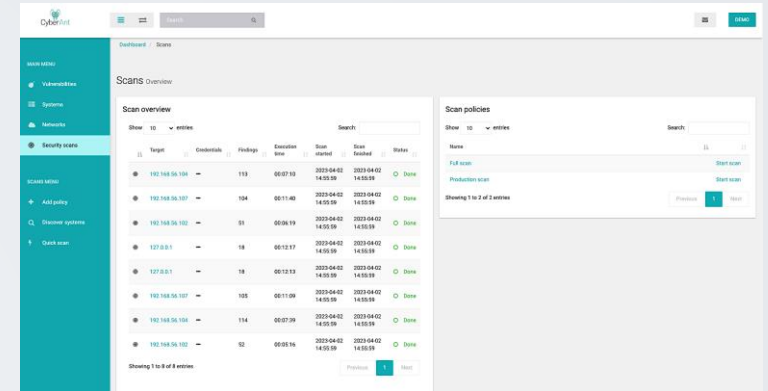 CyberAnt
Search
DEMO
Dashboard / Scans
MAIN MENU
Vulnerabilities
Systems
Networks
Security scans
SCANS MENU
Add policy
Discover systems
Quick scan
Scans Overview
Scan overview
Show 10 entries Search:
Target Credentials Findings Execution time Scan started Scan finished Status
192.168.56.104 – 113 00:07:10 2023-04-02 14:55:59 2023-04-02 14:55:59 Done
192.168.56.107 – 104 00:11:40 2023-04-02 14:55:59 2023-04-02 14:55:59 Done
192.168.56.102 – 51 00:06:19 2023-04-02 14:55:59 2023-04-02 14:55:59 Done
127.0.0.1 – 18 00:12:17 2023-04-02 14:55:59 2023-04-02 14:55:59 Done
127.0.0.1 – 18 00:12:13 2023-04-02 14:55:59 2023-04-02 14:55:59 Done
192.168.56.107 – 105 00:11:09 2023-04-02 14:55:59 2023-04-02 14:55:59 Done
192.168.56.104 – 114 00:07:39 2023-04-02 14:55:59 2023-04-02 14:55:59 Done
192.168.56.102 – 52 00:05:16 2023-04-02 14:55:59 2023-04-02 14:55:59 Done
Showing 1 to 8 of 8 entries
Previous 1 Next
Scan policies
Show 10 entries Search:
Name
Full scan Start scan
Production scan Start scan
Showing 1 to 2 of 2 entries
Previous 1 Next